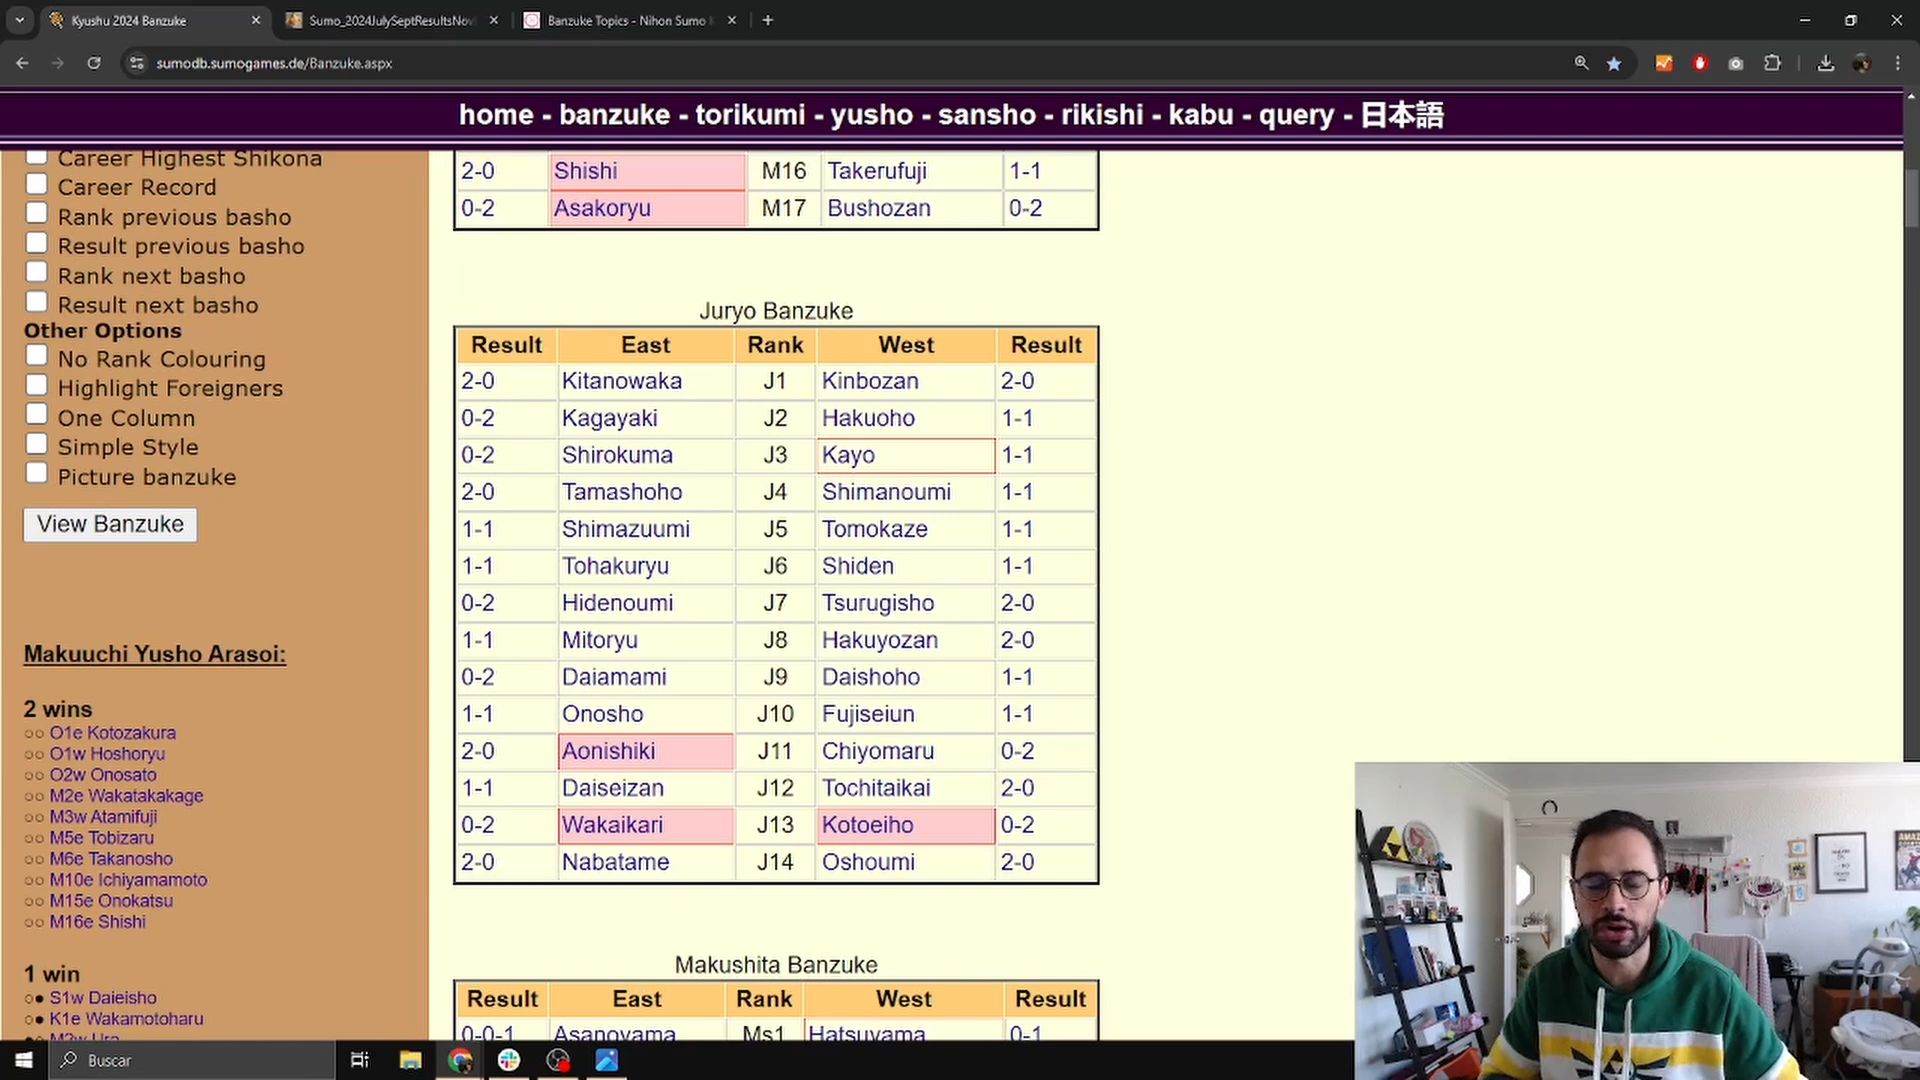 Kyushu 2024 Banzuke
Sumo_2024JulySeptResultsNov
Banzuke Topics - Nihon Sumo
sumodb.sumogames.de/Banzuke.aspx
home - banzuke - torikumi - yusho - sansho - rikishi - kabu - query - 日本語
Career Highest Shikona
Career Record
Rank previous basho
Result previous basho
Rank next basho
Result next basho
Other Options
No Rank Colouring
Highlight Foreigners
One Column
Simple Style
Picture banzuke
View Banzuke
Makuuchi Yusho Arasoi:
2 wins
○○ O1e Kotozakura
○○ O1w Hoshoryu
○○ O2w Onosato
○○ M2e Wakatakakage
○○ M3w Atamifuji
○○ M5e Tobizaru
○○ M6e Takanosho
○○ M10e Ichiyamamoto
○○ M15e Onokatsu
○○ M16e Shishi
1 win
○● S1w Daieisho
○● K1e Wakamotoharu
M2w Ura
2-0 Shishi M16 Takerufuji 1-1
0-2 Asakoryu M17 Bushozan 0-2
Juryo Banzuke
Result East Rank West Result
2-0 Kitanowaka J1 Kinbozan 2-0
0-2 Kagayaki J2 Hakuoho 1-1
0-2 Shirokuma J3 Kayo 1-1
2-0 Tamashoho J4 Shimanoumi 1-1
1-1 Shimazuumi J5 Tomokaze 1-1
1-1 Tohakuryu J6 Shiden 1-1
0-2 Hidenoumi J7 Tsurugisho 2-0
1-1 Mitoryu J8 Hakuyozan 2-0
0-2 Daiamami J9 Daishoho 1-1
1-1 Onosho J10 Fujiseiun 1-1
2-0 Aonishiki J11 Chiyomaru 0-2
1-1 Daiseizan J12 Tochitaikai 2-0
0-2 Wakaikari J13 Kotoeiho 0-2
2-0 Nabatame J14 Oshoumi 2-0
Makushita Banzuke
Result East Rank West Result
0-0-1 Asanoyama Ms1 Hatsuyama 0-1
Buscar